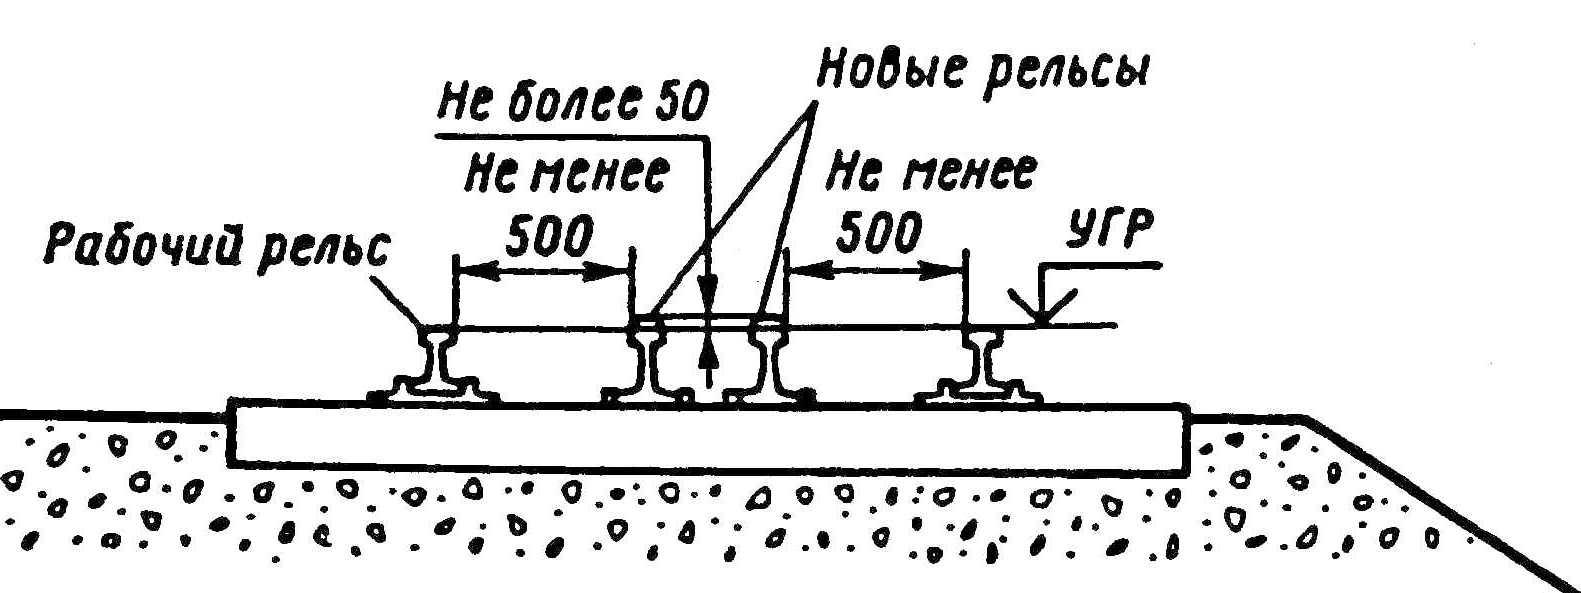 Новые рельсы
Не более 50
Не менее
500
Не менее
500
УГР
Рабочий рельс